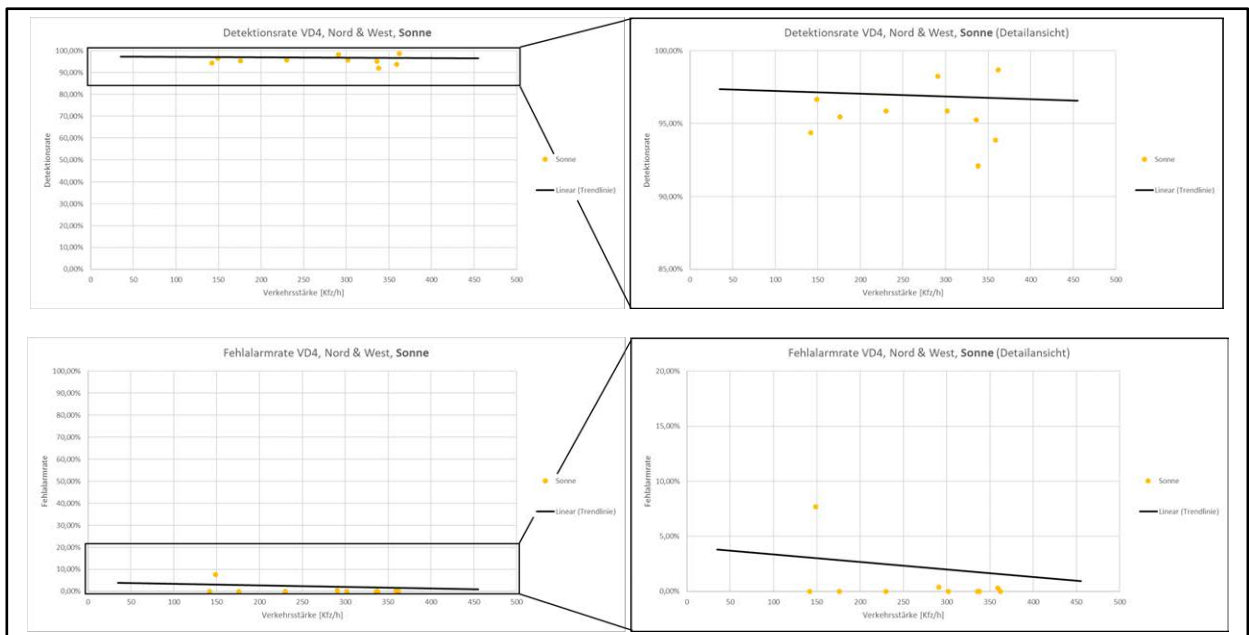 Detektionsrate VD4, Nord & West, Sonne
100,00%
90,00%
80,00%
70,00%
60,00%
50,00%
40,00%
30,00%
20,00%
10,00%
0,00%
Detektionsrate
0 50 100 150 200 250 300 350 400 450 500
Verkehrsstärke [Kfz/h]
Sonne
Linear (Trendlinie)
Detektionsrate VD4, Nord & West, Sonne (Detailansicht)
100,00%
95,00%
90,00%
85,00%
Detektionsrate
0 50 100 150 200 250 300 350 400 450 500
Verkehrsstärke [Kfz/h]
Sonne
Linear (Trendlinie)
Fehlalarmrate VD4, Nord & West, Sonne
100,00%
90,00%
80,00%
70,00%
60,00%
50,00%
40,00%
30,00%
20,00%
10,00%
0,00%
Fehlalarmrate
0 50 100 150 200 250 300 350 400 450 500
Verkehrsstärke [Kfz/h]
Sonne
Linear (Trendlinie)
Fehlalarmrate VD4, Nord & West, Sonne (Detailansicht)
20,00%
15,00%
10,00%
5,00%
0,00%
Fehlalarmrate
0 50 100 150 200 250 300 350 400 450 500
Verkehrsstärke [Kfz/h]
Sonne
Linear (Trendlinie)